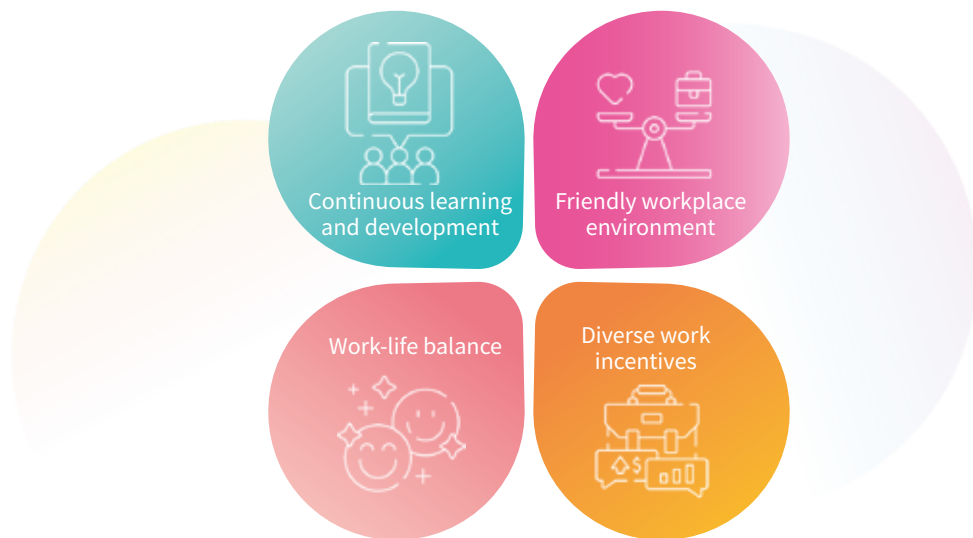 Continuous learning
and development
Friendly workplace
environment
Work-life balance
Diverse work
incentives